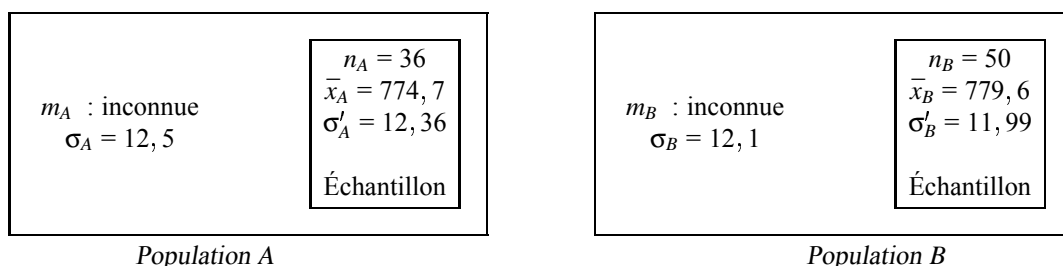 m_A : inconnue
σ_A = 12, 5
n_A = 36
x̄_A = 774, 7
σ′_A = 12, 36
Échantillon
Population A
m_B : inconnue
σ_B = 12, 1
n_B = 50
x̄_B = 779, 6
σ′_B = 11, 99
Échantillon
Population B